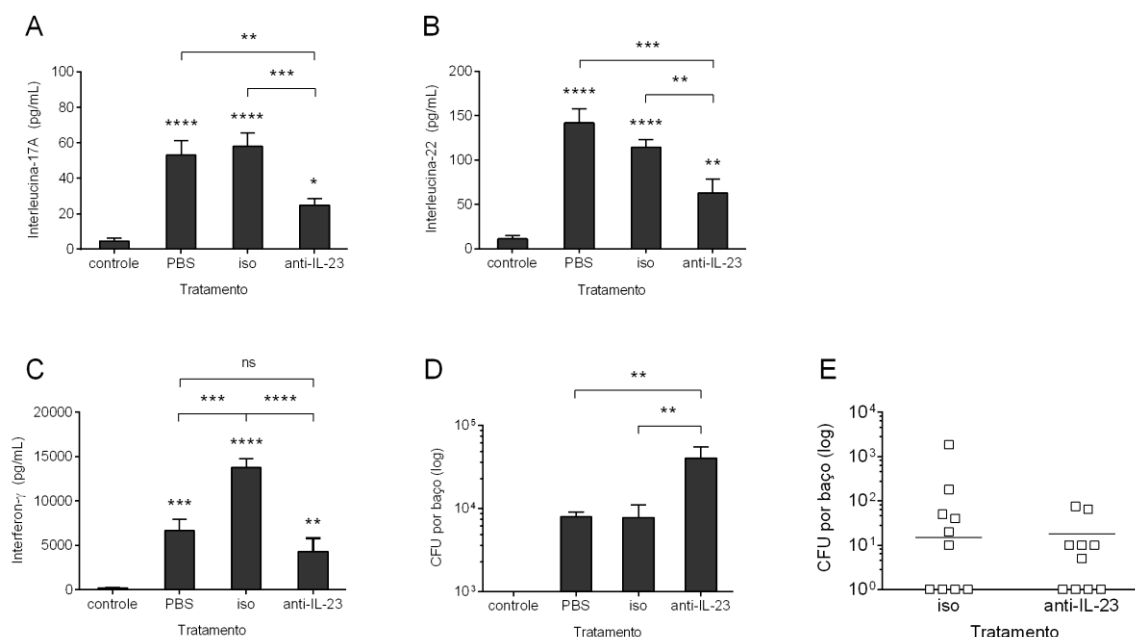 A
**
***
100
80
60
40
20
0
Interleucina-17A (pg/mL)
****
****
*
controle PBS iso anti-IL-23
Tratamento
B
***
**
200
150
100
50
0
Interleucina-22 (pg/mL)
****
****
**
controle PBS iso anti-IL-23
Tratamento
C
ns
*** ****
20000
15000
10000
5000
0
Interferon-γ (pg/mL)
***
****
**
controle PBS iso anti-IL-23
Tratamento
D
**
**
10⁵
10⁴
10³
CFU por baço (log)
controle PBS iso anti-IL-23
Tratamento
E
10⁴
10³
10²
10¹
10⁰
CFU por baço (log)
iso anti-IL-23
Tratamento